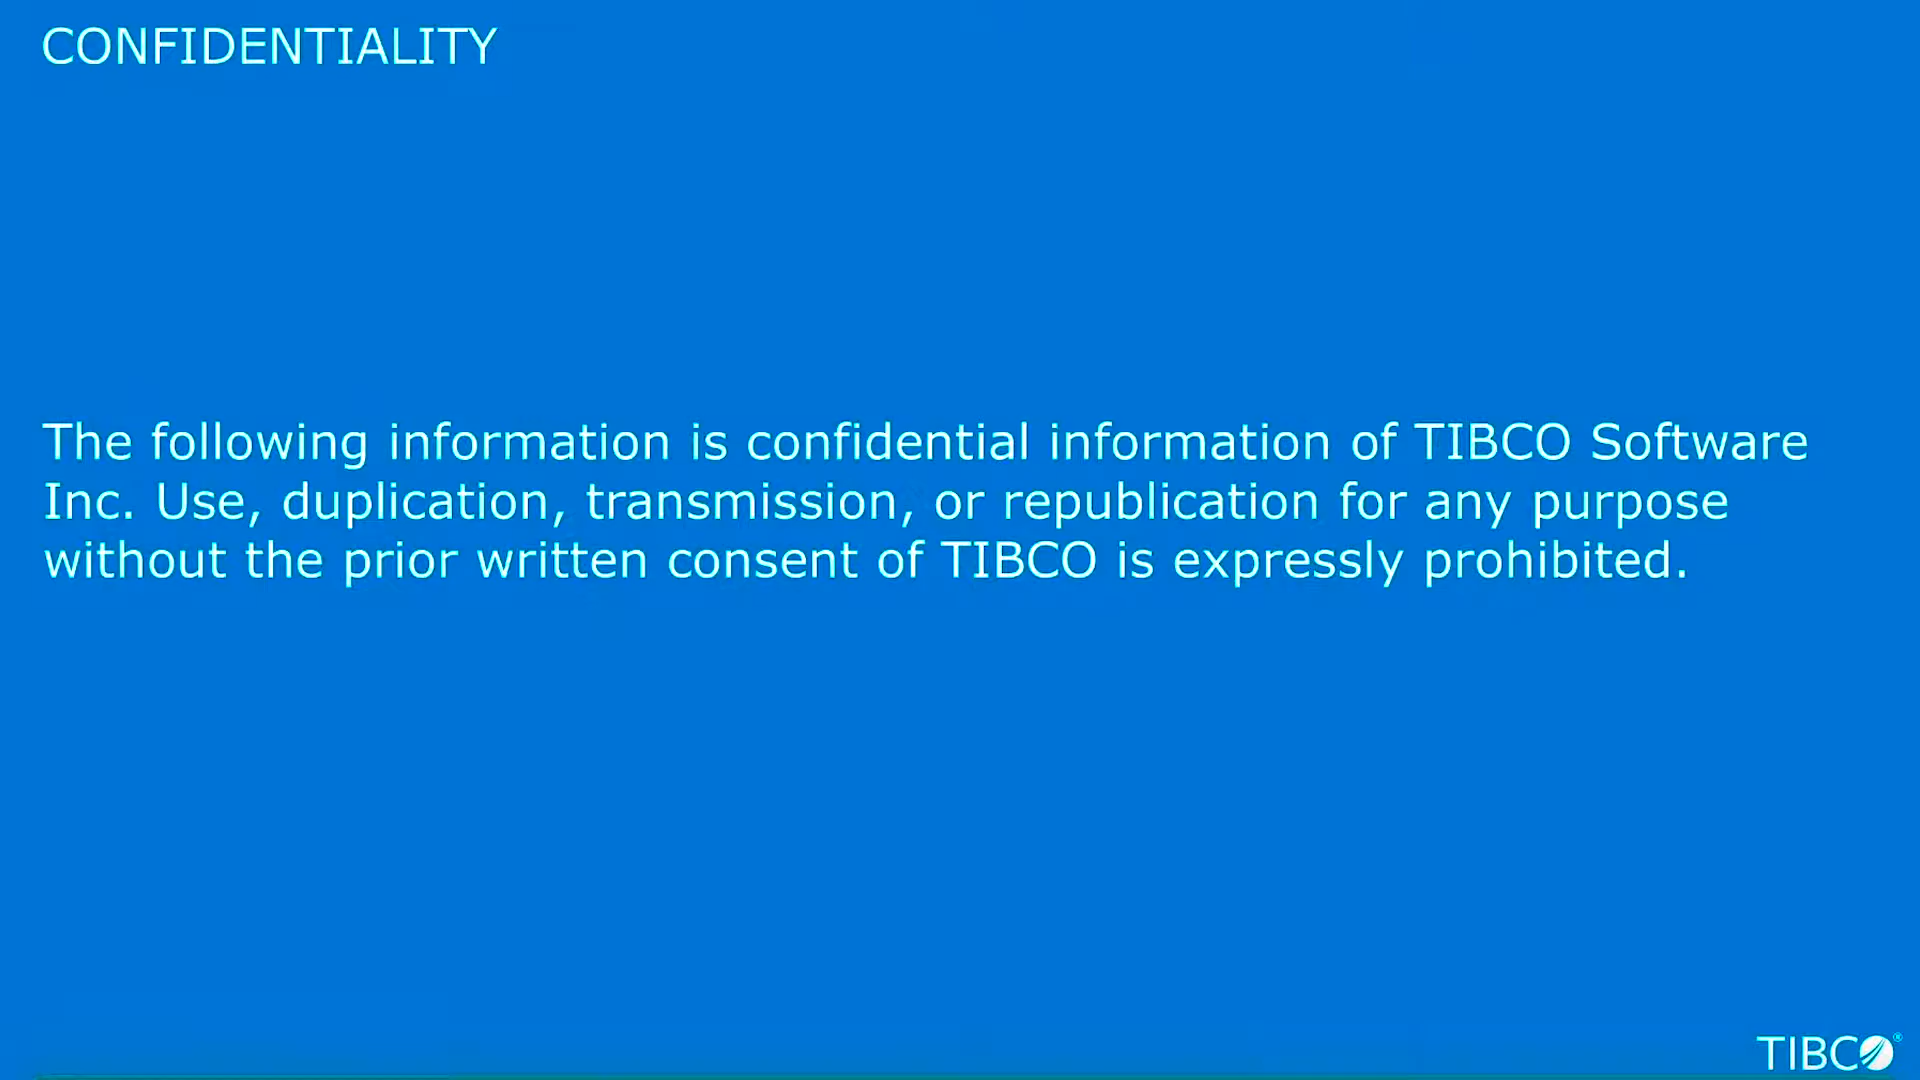 CONFIDENTIALITY
The following information is confidential information of TIBCO Software
Inc. Use, duplication, transmission, or republication for any purpose
without the prior written consent of TIBCO is expressly prohibited.
TIBCO®